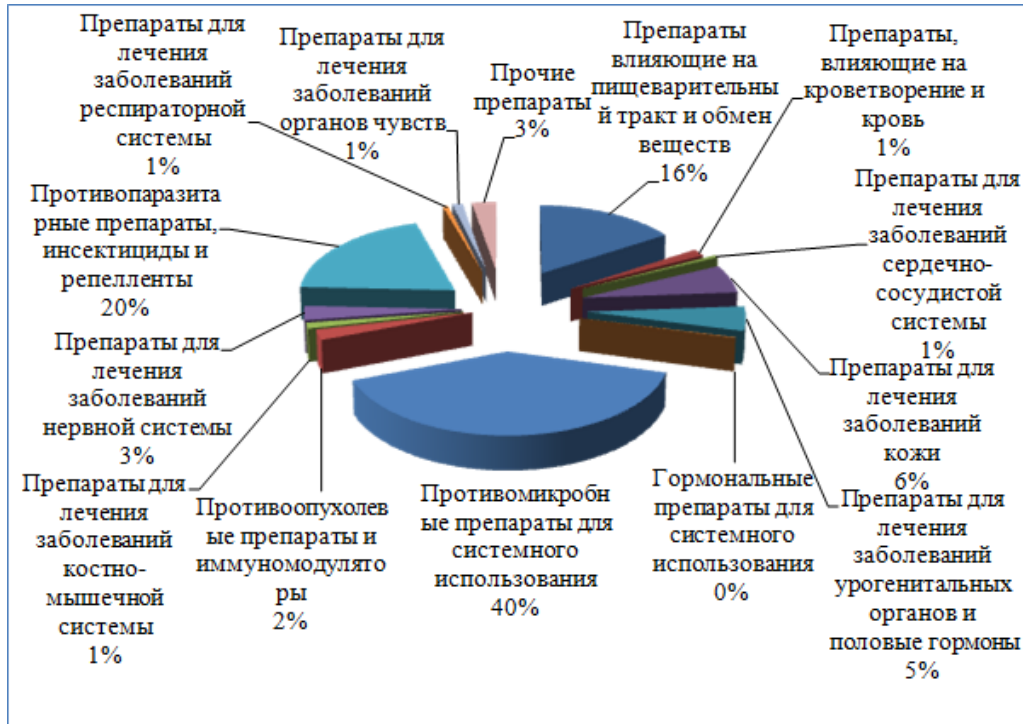 Препараты для
лечения
заболеваний
респираторной
системы
1%
Препараты для
лечения
заболеваний
органов чувств
1%
Прочие
препараты
3%
Препараты
влияющие на
пищеварительны
й тракт и обмен
веществ
16%
Препараты,
влияющие на
кроветворение и
кровь
1%
Препараты для
лечения
заболеваний
сердечно-
сосудистой
системы
1%
Препараты для
лечения
заболеваний
кожи
6%
Препараты для
лечения
заболеваний
урогенитальных
органов и
половые гормоны
5%
Гормональные
препараты для
системного
использования
0%
Противомикробн
ые препараты для
системного
использования
40%
Противоопухолев
ые препараты и
иммуномодулято
ры
2%
Препараты для
лечения
заболеваний
костно-
мышечной
системы
1%
Препараты для
лечения
заболеваний
нервной системы
3%
Противопаразита
рные препараты,
инсектициды и
репелленты
20%